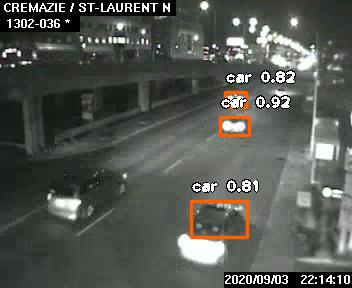 CREMAZIE / ST-LAURENT N
1302-036 *
car 0.82
car 0.92
car 0.81
2020/09/03 22:14:10